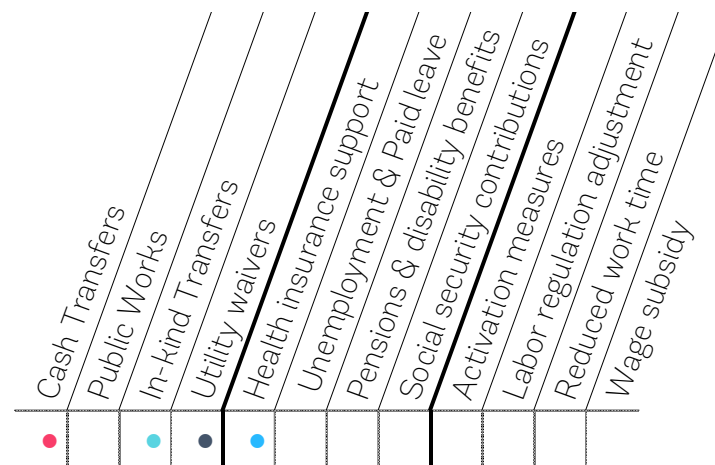 Cash Transfers
Public Works
In-kind Transfers
Utility waivers
Health insurance support
Unemployment & Paid leave
Pensions & disability benefits
Social security contributions
Activation measures
Labor regulation adjustment
Reduced work time
Wage subsidy